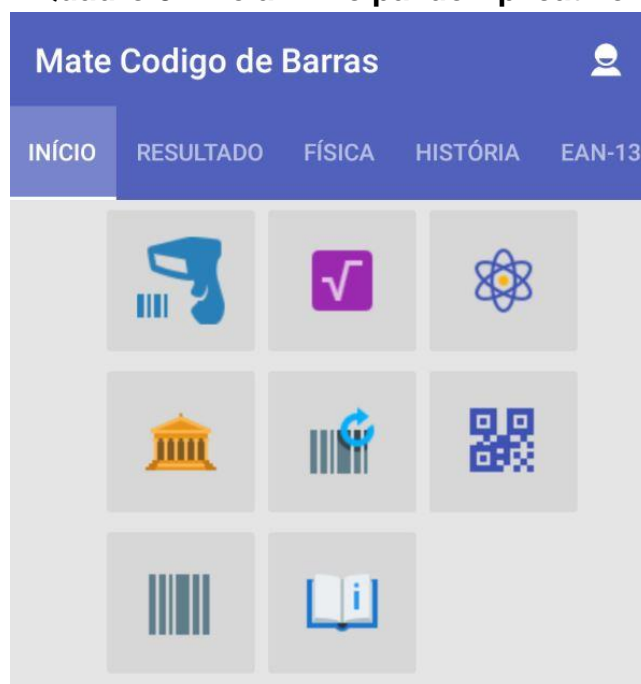 Mate Codigo de Barras
INÍCIO RESULTADO FÍSICA HISTÓRIA EAN-13
i